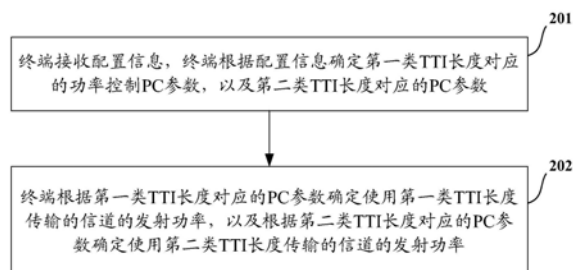 201
终端接收配置信息，终端根据配置信息确定第一类TTI长度对应
的功率控制PC参数，以及第二类TTI长度对应的PC参数
202
终端根据第一类TTI长度对应的PC参数确定使用第一类TTI长度
传输的信道的发射功率，以及根据第二类TTI长度对应的PC参
数确定使用第二类TTI长度传输的信道的发射功率